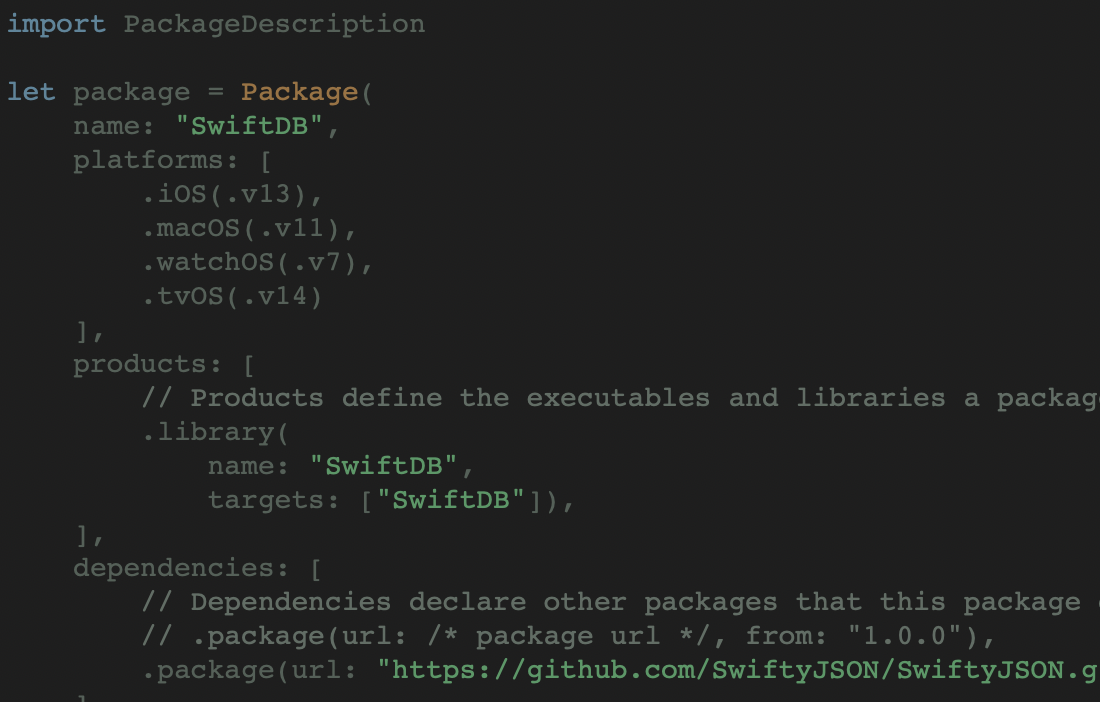 import PackageDescription

let package = Package(
    name: "SwiftDB",
    platforms: [
        .iOS(.v13),
        .macOS(.v11),
        .watchOS(.v7),
        .tvOS(.v14)
    ],
    products: [
        // Products define the executables and libraries a packag
        .library(
            name: "SwiftDB",
            targets: ["SwiftDB"]),
    ],
    dependencies: [
        // Dependencies declare other packages that this package
        // .package(url: /* package url */, from: "1.0.0"),
        .package(url: "https://github.com/SwiftyJSON/SwiftyJSON.g